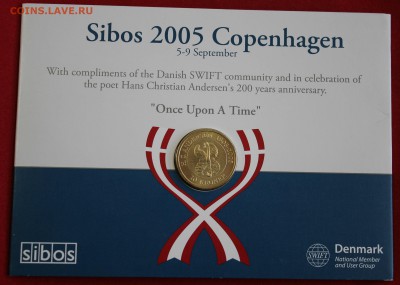 COINS.ЛАВЕ.RU
Sibos 2005 Copenhagen
5-9 September
With compliments of the Danish SWIFT community and in celebration of
the poet Hans Christian Andersen's 200 years anniversary.
"Once Upon A Time"
sibos
SWIFT
Denmark
National Member
and User Group